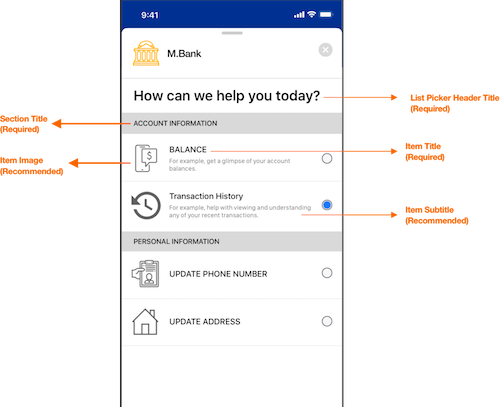 9:41
M.Bank
How can we help you today?
List Picker Header Title
(Required)
Section Title
(Required)
ACCOUNT INFORMATION
BALANCE
For example, get a glimpse of your account
balances.
Item Title
(Required)
Item Image
(Recommended)
$
Transaction History
For example, help with viewing and understanding
any of your recent transactions.
Item Subtitle
(Recommended)
PERSONAL INFORMATION
UPDATE PHONE NUMBER
UPDATE ADDRESS